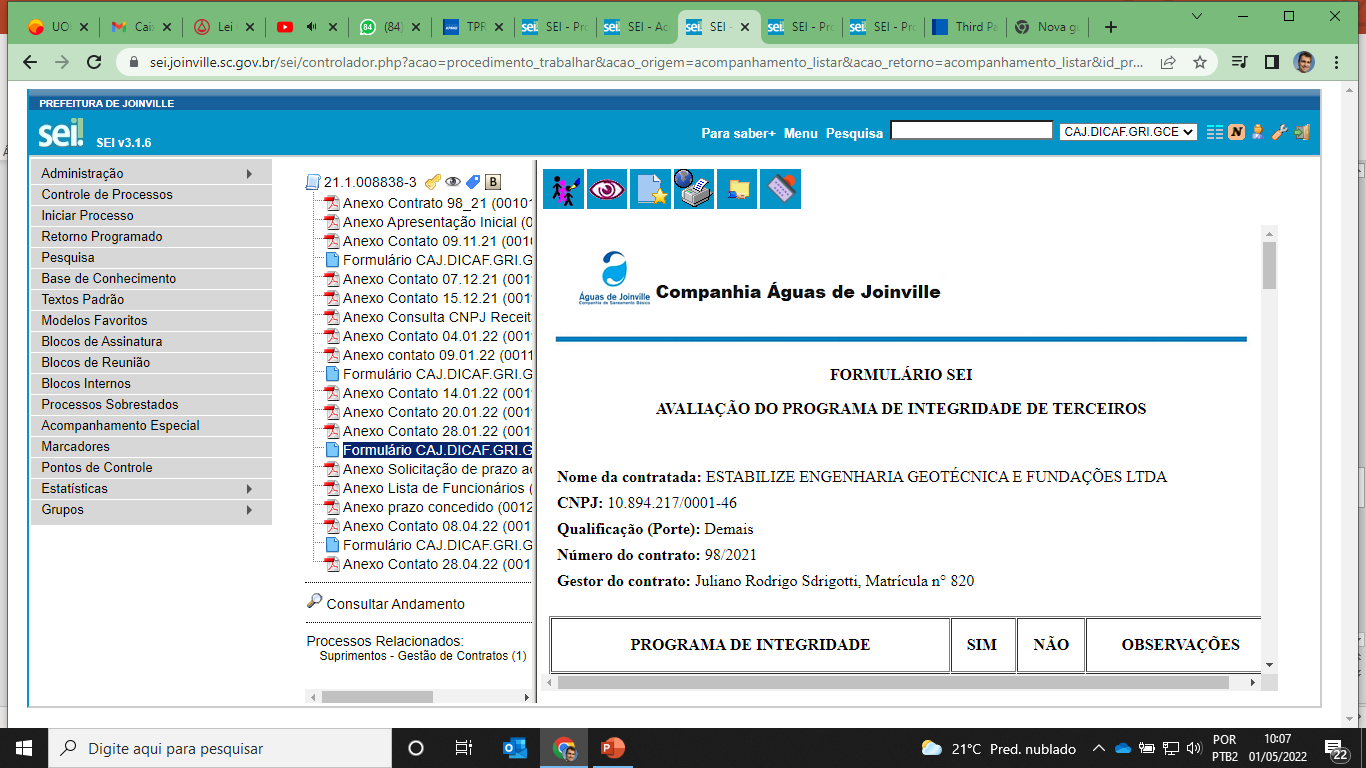 UOL
Caix
Lei
(84)
TPR
SEI - Pro
SEI - Ac
SEI -
SEI - Pro
SEI - Pro
Third Pa
Nova gu
sei.joinville.sc.gov.br/sei/controlador.php?acao=procedimento_trabalhar&acao_origem=acompanhamento_listar&acao_retorno=acompanhamento_listar&id_pr...
PREFEITURA DE JOINVILLE
sei!
SEI v3.1.6
Para saber+ Menu Pesquisa
CAJ.DICAF.GRI.GCE
N
Administração
Controle de Processos
Iniciar Processo
Retorno Programado
Pesquisa
Base de Conhecimento
Textos Padrão
Modelos Favoritos
Blocos de Assinatura
Blocos de Reunião
Blocos Internos
Processos Sobrestados
Acompanhamento Especial
Marcadores
Pontos de Controle
Estatísticas
Grupos
21.1.008838-3
B
Anexo Contrato 98_21 (00101
Anexo Apresentação Inicial (0
Anexo Contato 09.11.21 (0010
Formulário CAJ.DICAF.GRI.G
Anexo Contato 07.12.21 (001
Anexo Contato 15.12.21 (001
Anexo Consulta CNPJ Receit
Anexo Contato 04.01.22 (001
Anexo contato 09.01.22 (0011
Formulário CAJ.DICAF.GRI.G
Anexo Contato 14.01.22 (001
Anexo Contato 20.01.22 (001
Anexo Contato 28.01.22 (001
Formulário CAJ.DICAF.GRI.G
Anexo Solicitação de prazo ad
Anexo Lista de Funcionários (
Anexo prazo concedido (0012
Anexo Contato 08.04.22 (001
Formulário CAJ.DICAF.GRI.G
Anexo Contato 28.04.22 (001
Consultar Andamento
Processos Relacionados:
Suprimentos - Gestão de Contratos (1)
Águas de Joinville
Companhia de Saneamento Básico
Companhia Águas de Joinville
FORMULÁRIO SEI
AVALIAÇÃO DO PROGRAMA DE INTEGRIDADE DE TERCEIROS
Nome da contratada: ESTABILIZE ENGENHARIA GEOTÉCNICA E FUNDAÇÕES LTDA
CNPJ: 10.894.217/0001-46
Qualificação (Porte): Demais
Número do contrato: 98/2021
Gestor do contrato: Juliano Rodrigo Sdrigotti, Matrícula n° 820
PROGRAMA DE INTEGRIDADE SIM NÃO OBSERVAÇÕES
Digite aqui para pesquisar
21°C Pred. nublado
POR
PTB2
10:07
01/05/2022
22